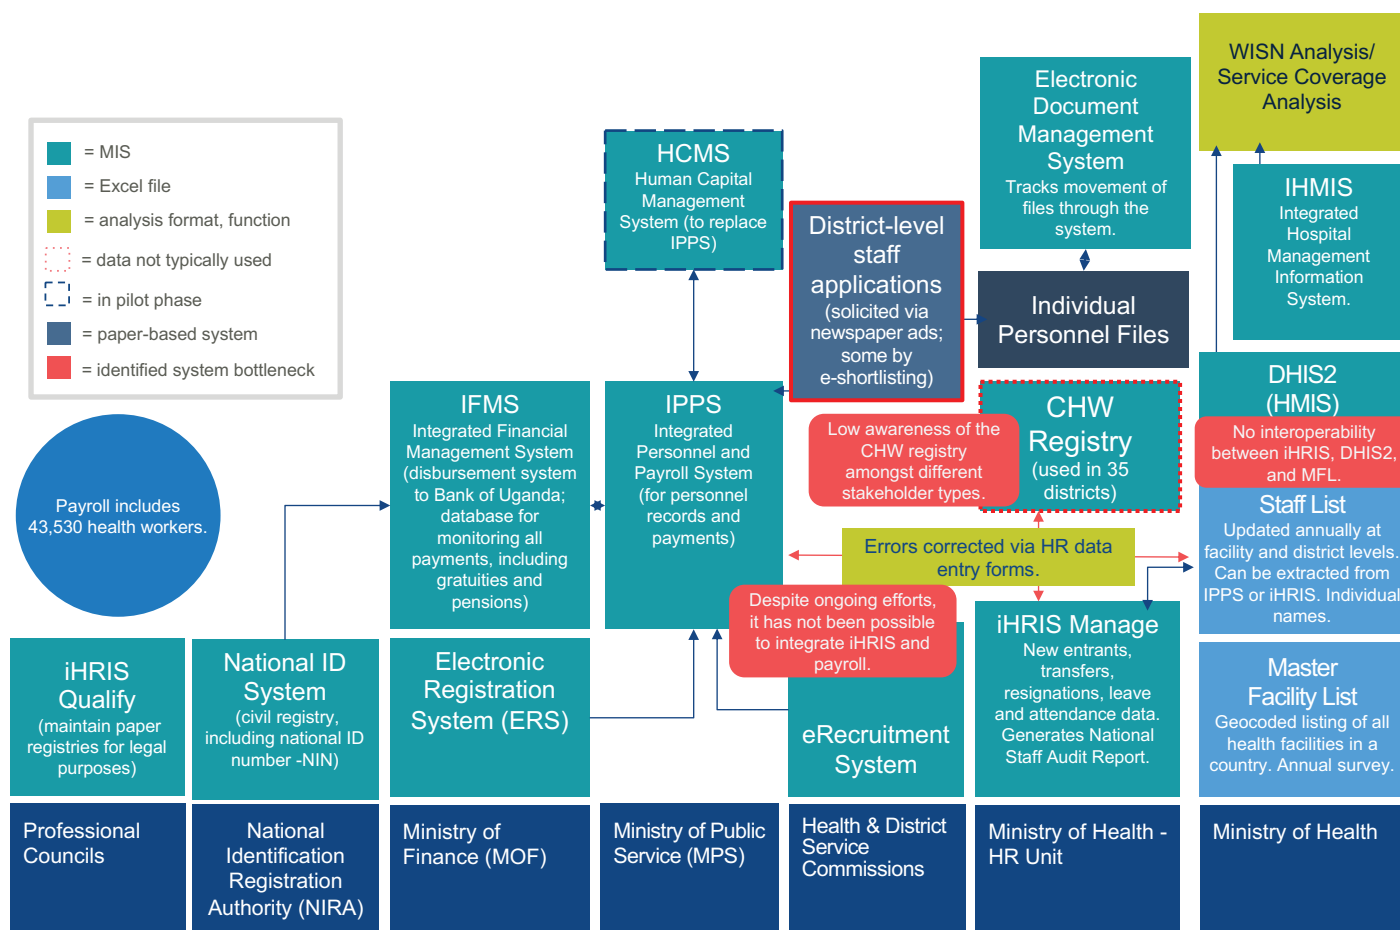 = MIS
= Excel file
= analysis format, function
= data not typically used
= in pilot phase
= paper-based system
= identified system bottleneck
Payroll includes
43,530 health workers.
iHRIS
Qualify
(maintain paper
registries for legal
purposes)
Professional
Councils
National ID
System
(civil registry,
including national ID
number -NIN)
National
Identification
Registration
Authority (NIRA)
IFMS
Integrated Financial
Management System
(disbursement system
to Bank of Uganda;
database for
monitoring all
payments, including
gratuities and
pensions)
Electronic
Registration
System (ERS)
Ministry of
Finance (MOF)
HCMS
Human Capital
Management
System (to replace
IPPS)
IPPS
Integrated
Personnel and
Payroll System
(for personnel
records and
payments)
Ministry of Public
Service (MPS)
District-level
staff
applications
(solicited via
newspaper ads;
some by
e-shortlisting)
Low awareness of the
CHW registry
amongst different
stakeholder types.
Errors corrected via HR data
entry forms.
Despite ongoing efforts,
it has not been possible
to integrate iHRIS and
payroll.
eRecruitment
System
Health & District
Service
Commissions
Electronic
Document
Management
System
Tracks movement of
files through the
system.
Individual
Personnel Files
CHW
Registry
(used in 35
districts)
iHRIS Manage
New entrants,
transfers,
resignations, leave
and attendance data.
Generates National
Staff Audit Report.
Ministry of Health -
HR Unit
WISN Analysis/
Service Coverage
Analysis
IHMIS
Integrated
Hospital
Management
Information
System.
DHIS2
(HMIS)
No interoperability
between iHRIS, DHIS2,
and MFL.
Staff List
Updated annually at
facility and district levels.
Can be extracted from
IPPS or iHRIS. Individual
names.
Master
Facility List
Geocoded listing of all
health facilities in a
country. Annual survey.
Ministry of Health